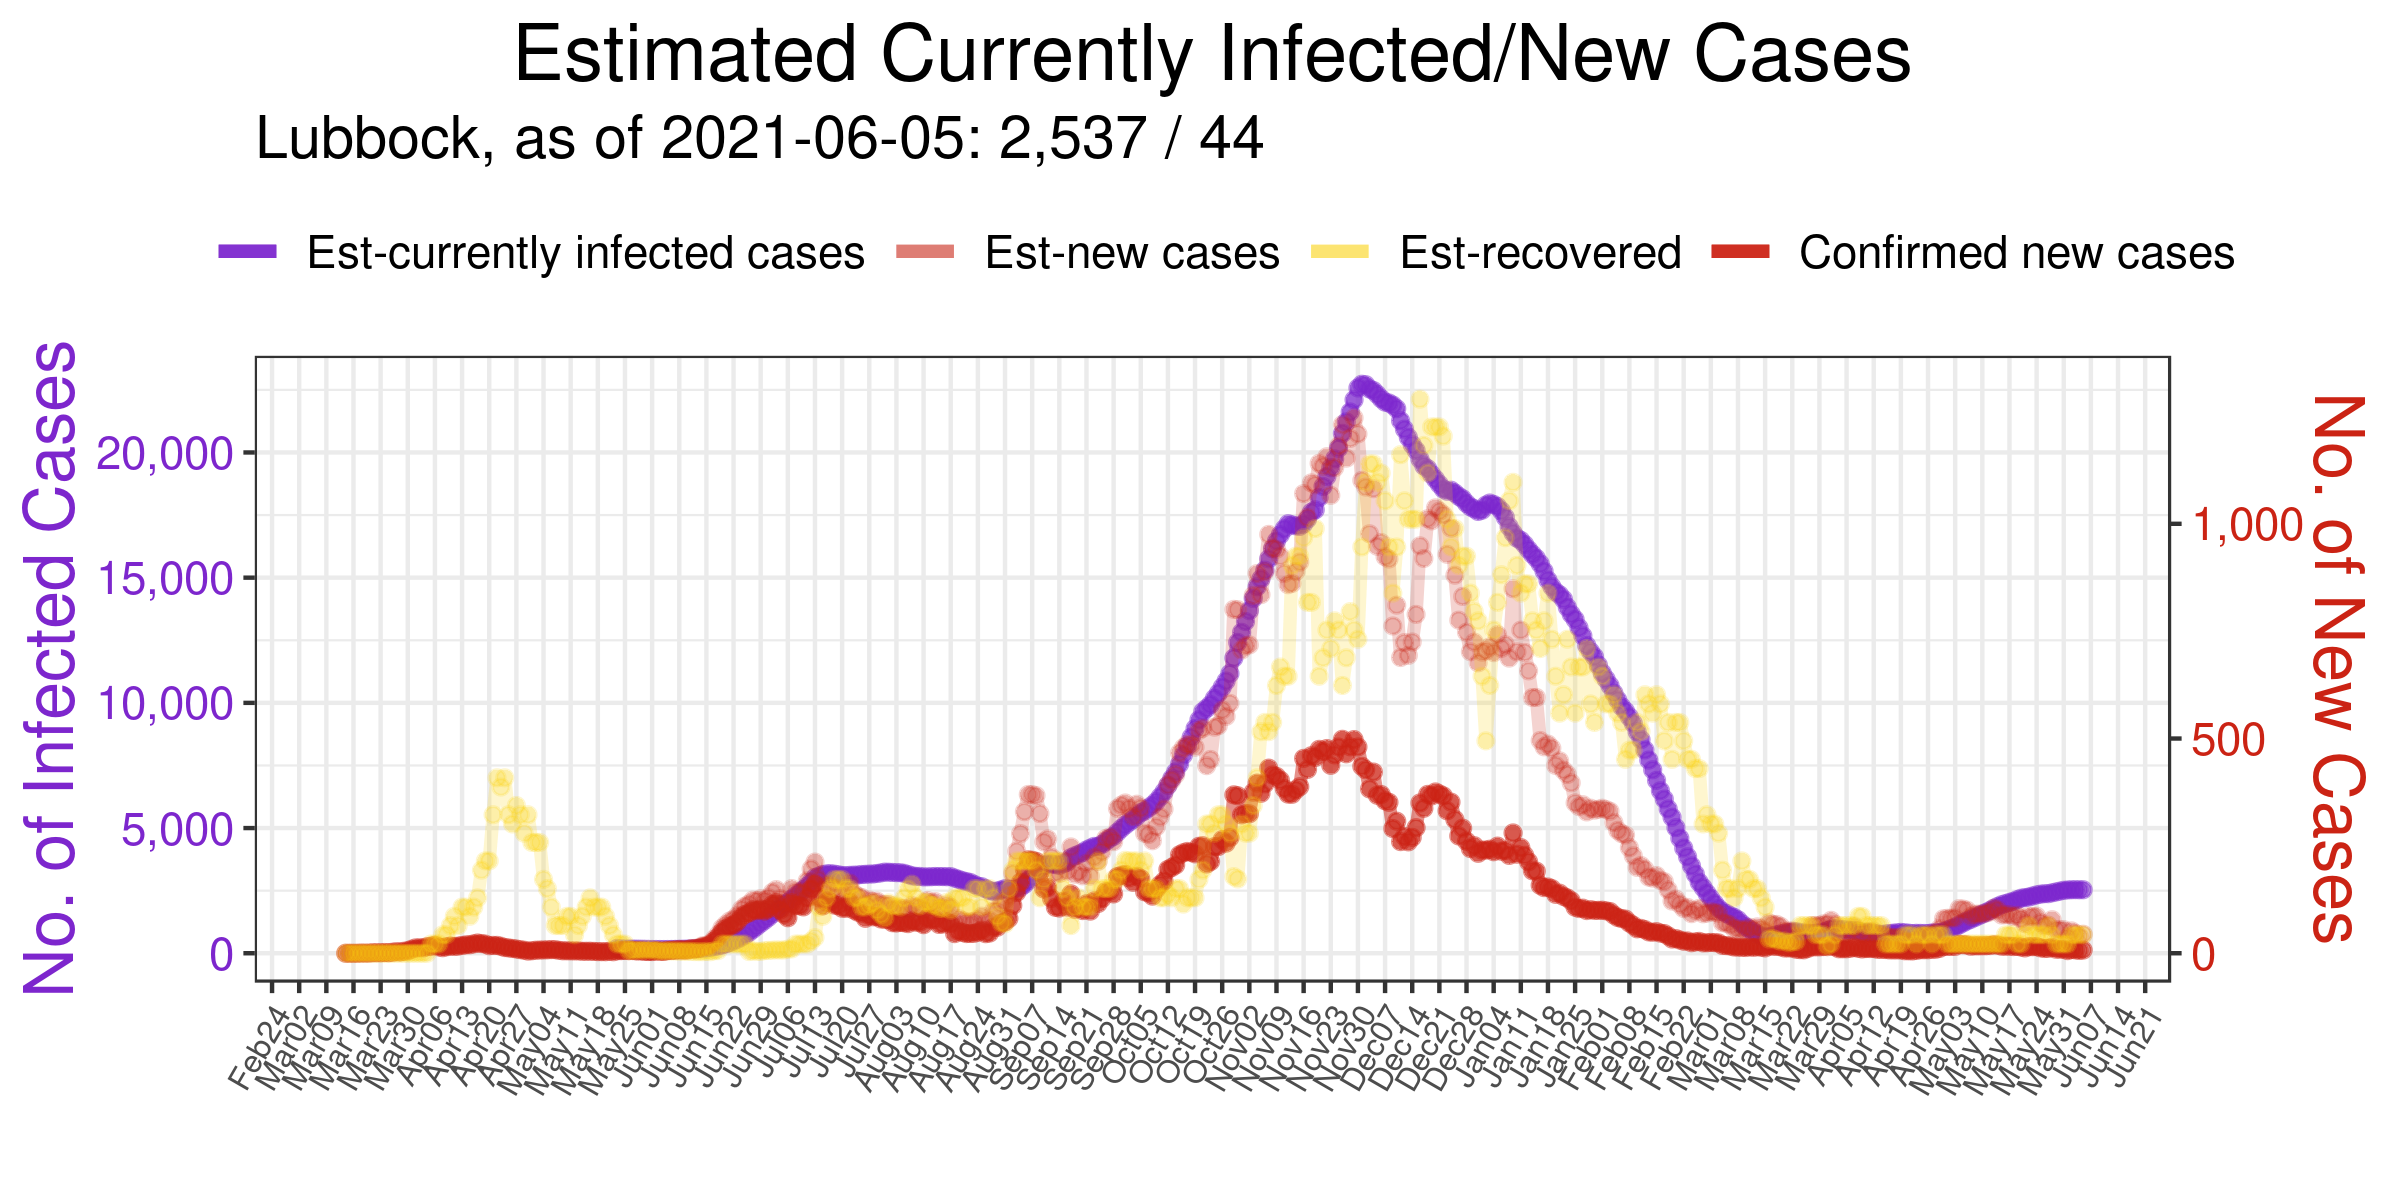 Estimated Currently Infected/New Cases
Lubbock, as of 2021-06-05: 2,537 / 44
Est-currently infected cases Est-new cases Est-recovered Confirmed new cases
No. of Infected Cases
20,000
15,000
10,000
5,000
0
No. of New Cases
1,000
500
0
Feb24
Mar02
Mar09
Mar16
Mar23
Mar30
Apr06
Apr13
Apr20
Apr27
May04
May11
May18
May25
Jun01
Jun08
Jun15
Jun22
Jun29
Jul06
Jul13
Jul20
Jul27
Aug03
Aug10
Aug17
Aug24
Aug31
Sep07
Sep14
Sep21
Sep28
Oct05
Oct12
Oct19
Oct26
Nov02
Nov09
Nov16
Nov23
Nov30
Dec07
Dec14
Dec21
Dec28
Jan04
Jan11
Jan18
Jan25
Feb01
Feb08
Feb15
Feb22
Mar01
Mar08
Mar15
Mar22
Mar29
Apr05
Apr12
Apr19
Apr26
May03
May10
May17
May24
May31
Jun07
Jun14
Jun21